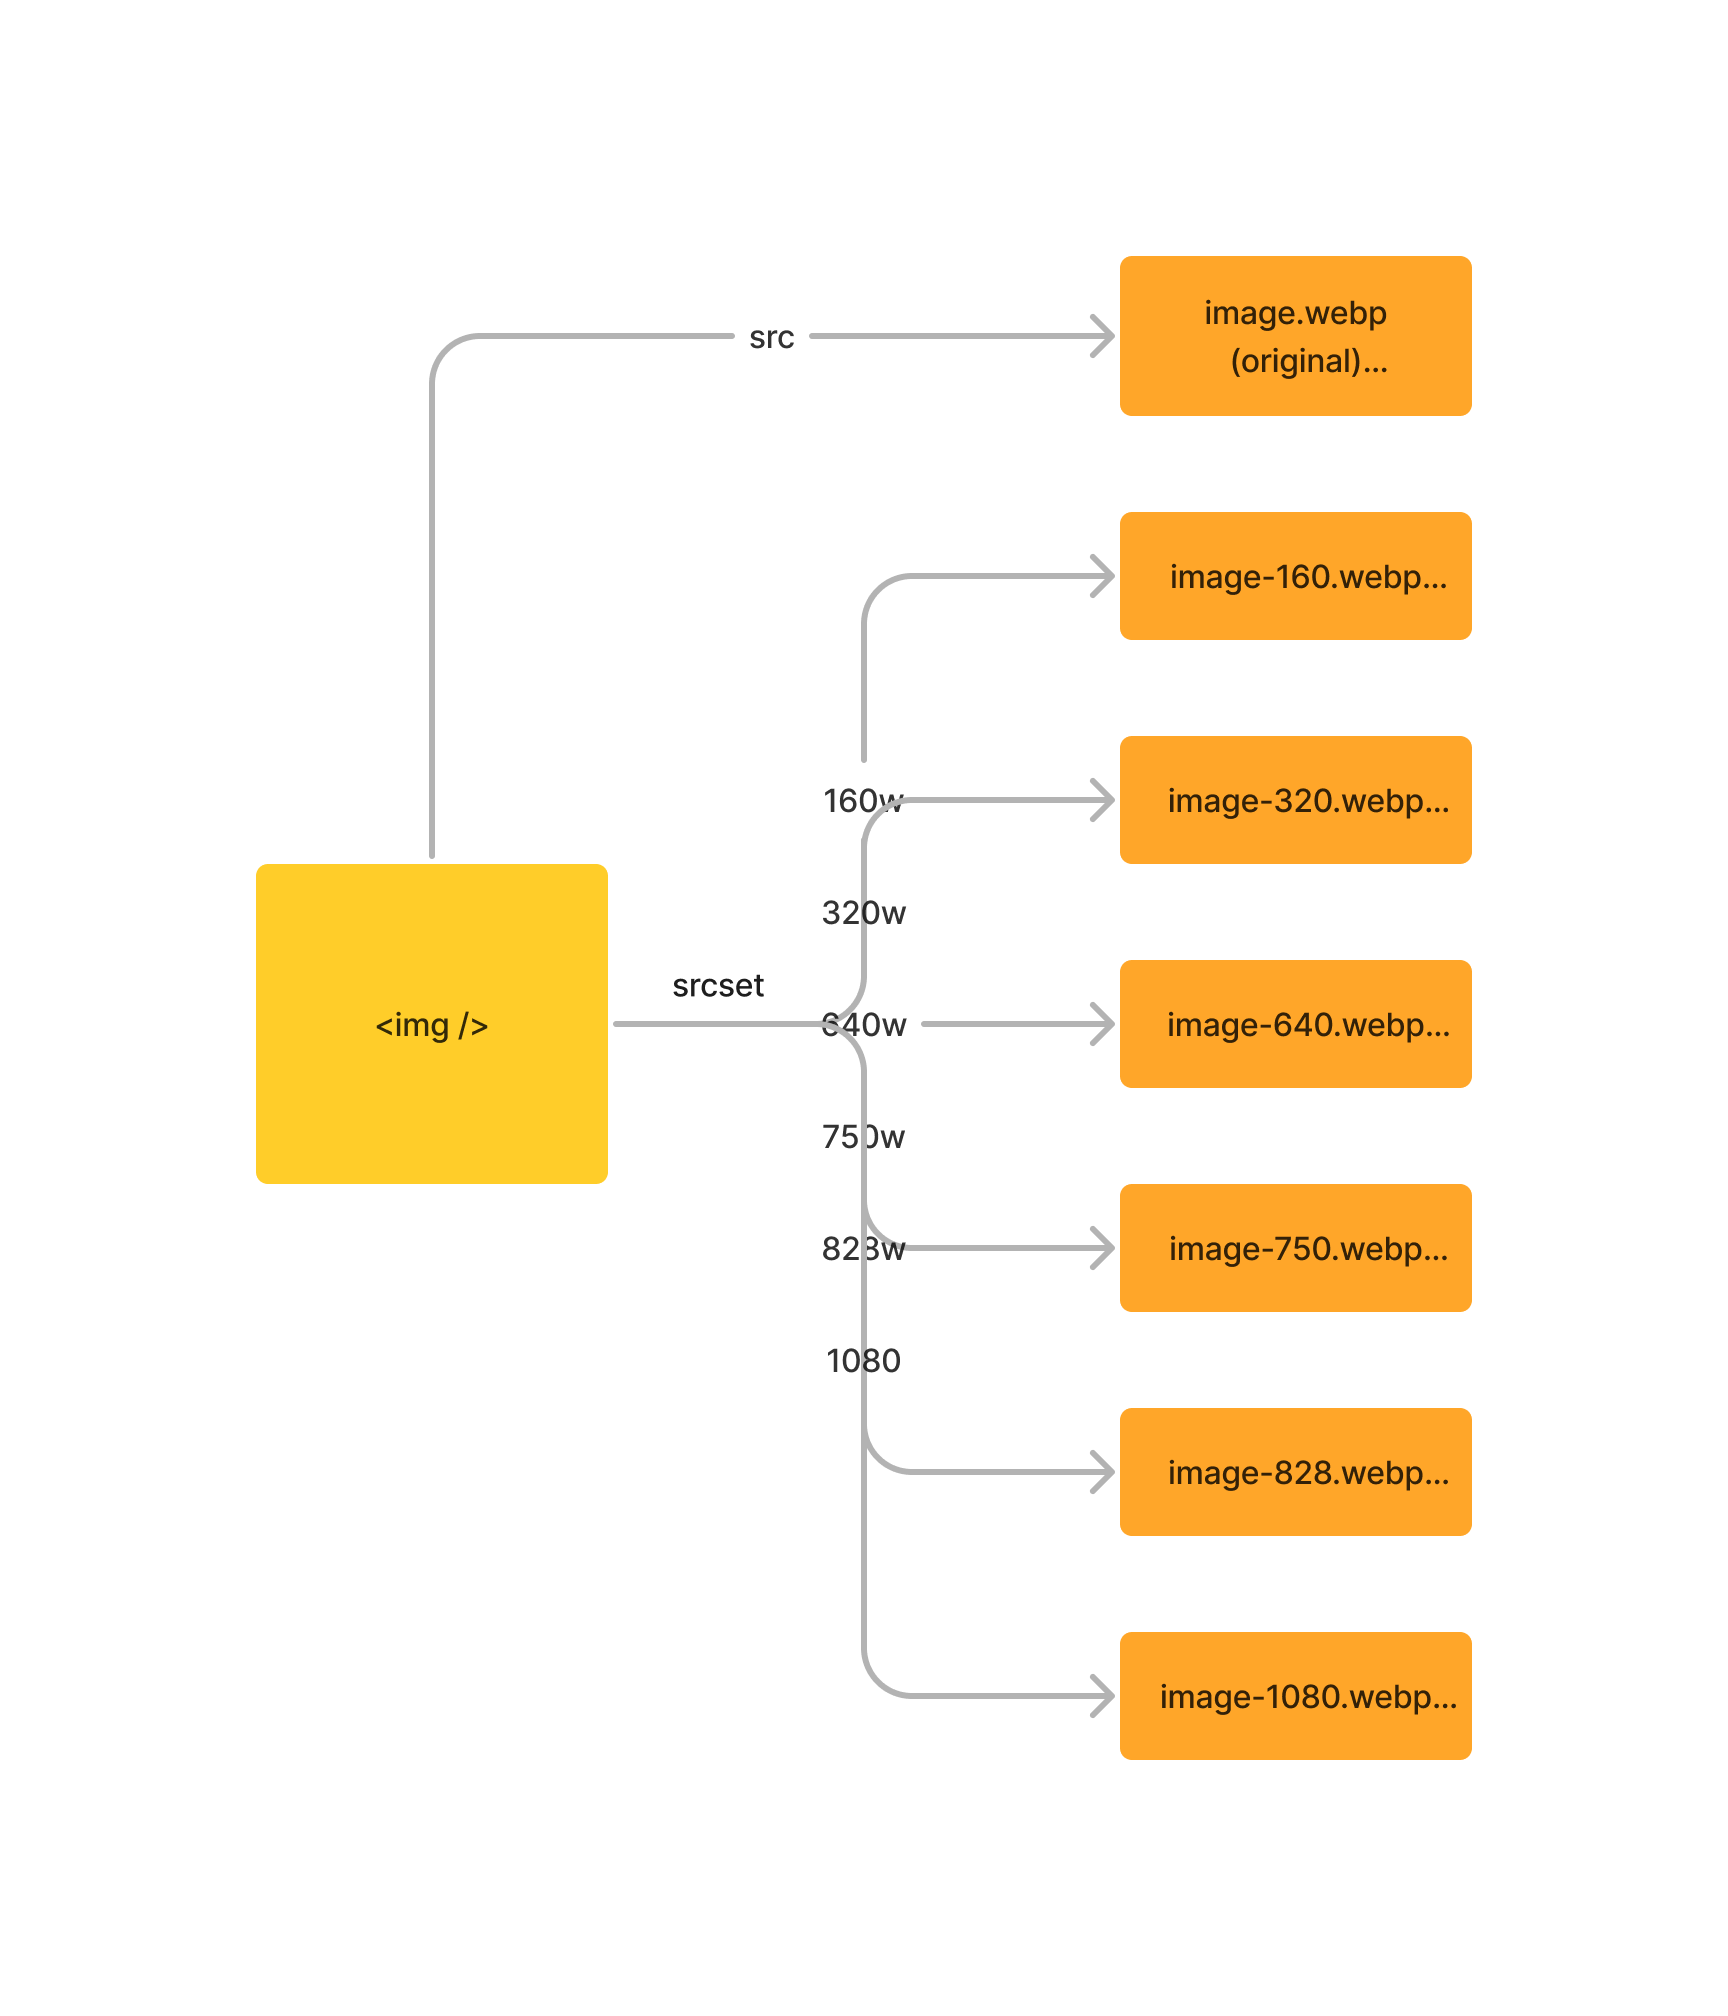 src
image.webp
(original)...
image-160.webp...
160w
image-320.webp...
320w
srcset
<img />
640w
image-640.webp...
750w
828w
image-750.webp...
1080
image-828.webp...
image-1080.webp...